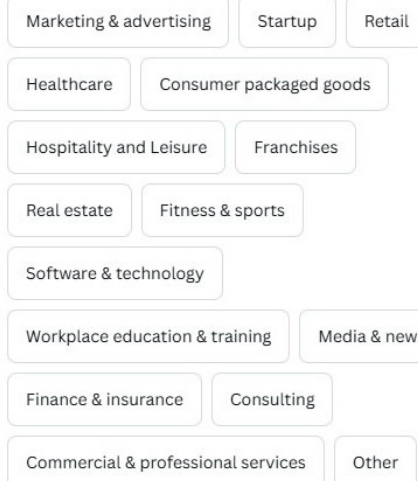 Marketing & advertising Startup Retail
Healthcare Consumer packaged goods
Hospitality and Leisure Franchises
Real estate Fitness & sports
Software & technology
Workplace education & training Media & new
Finance & insurance Consulting
Commercial & professional services Other